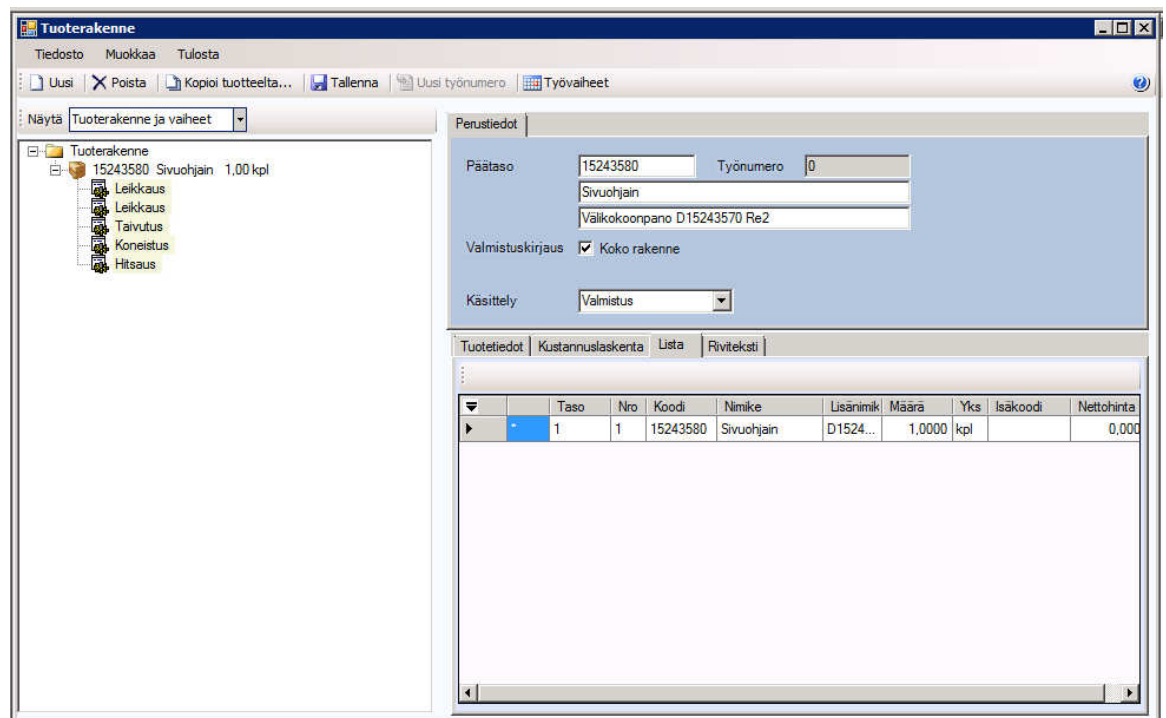 Tuoterakenne
Tiedosto Muokkaa Tulosta
Uusi Poista Kopioi tuotteelta... Tallenna Uusi työnumero Työvaiheet
Näytä Tuoterakenne ja vaiheet
Tuoterakenne
15243580 Sivuohjain 1,00 kpl
Leikkaus
Leikkaus
Taivutus
Koneistus
Hitsaus
Perustiedot
Päätaso 15243580 Työnumero 0
Sivuohjain
Välikokoonpano D15243570 Re2
Valmistuskirjaus Koko rakenne
Käsittely Valmistus
Tuotetiedot Kustannuslaskenta Lista Riviteksti
Taso Nro Koodi Nimike Lisänimik Määrä Yks Isäkoodi Nettohinta
* 1 1 15243580 Sivuohjain D1524... 1,0000 kpl 0,000